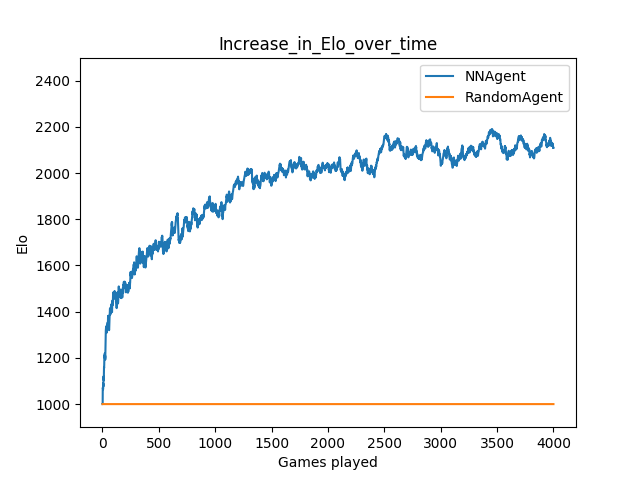 Increase_in_Elo_over_time
NNAgent
RandomAgent
2400
2200
2000
1800
1600
1400
1200
1000
Elo
0 500 1000 1500 2000 2500 3000 3500 4000
Games played